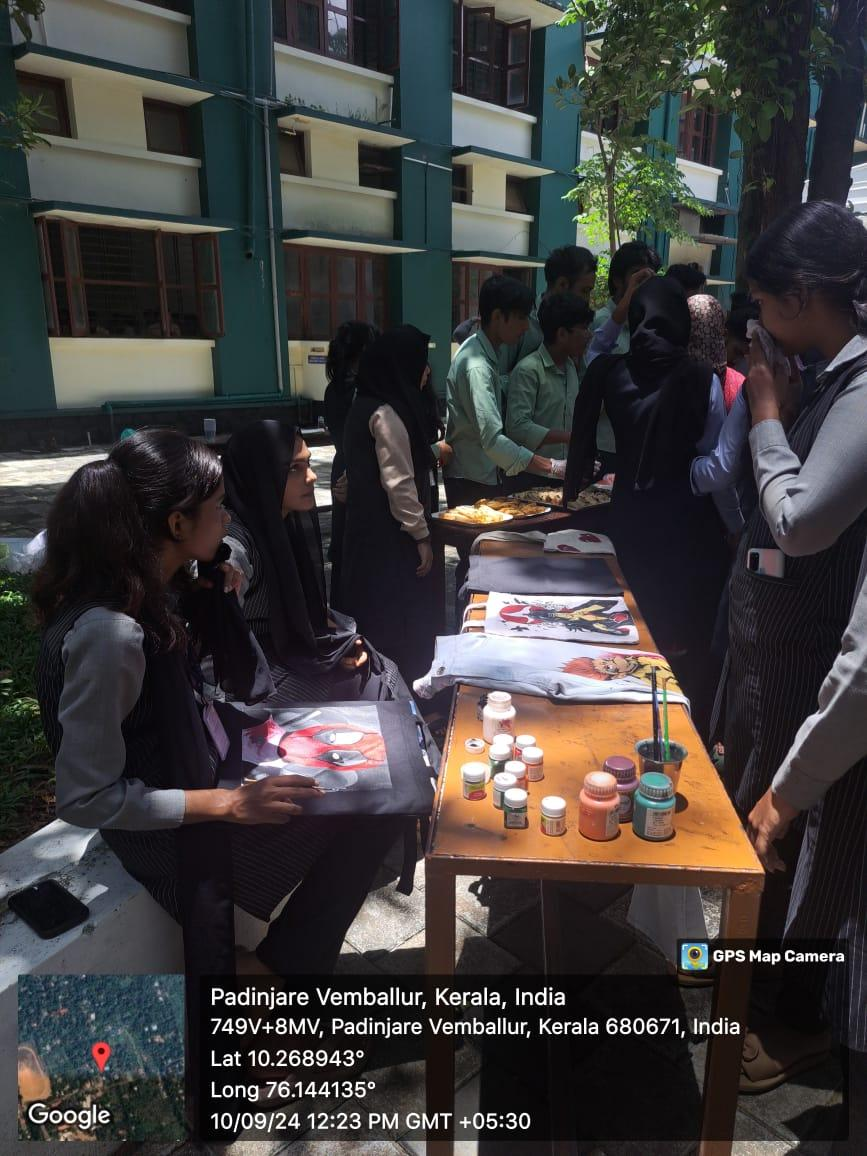 GPS Map Camera
Padinjare Vemballur, Kerala, India
749V+8MV, Padinjare Vemballur, Kerala 680671, India
Lat 10.268943°
Long 76.144135°
10/09/24 12:23 PM GMT +05:30
Google